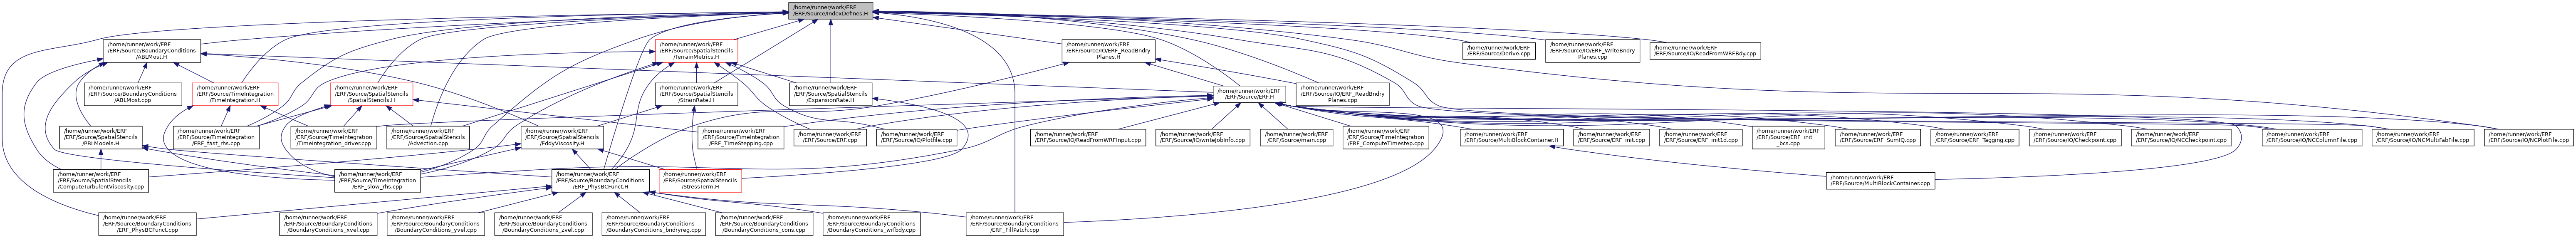 /home/runner/work/ERF
/ERF/Source/IndexDefines.H
/home/runner/work/ERF
/ERF/Source/BoundaryConditions
/ABLMost.H
/home/runner/work/ERF
/ERF/Source/SpatialStencils
/TerrainMetrics.H
/home/runner/work/ERF
/ERF/Source/IO/ERF_ReadBndry
Planes.H
/home/runner/work/ERF
/ERF/Source/Derive.cpp
/home/runner/work/ERF
/ERF/Source/IO/ERF_WriteBndry
Planes.cpp
/home/runner/work/ERF
/ERF/Source/IO/ReadFromWRFBdy.cpp
/home/runner/work/ERF
/ERF/Source/BoundaryConditions
/ABLMost.cpp
/home/runner/work/ERF
/ERF/Source/TimeIntegration
/TimeIntegration.H
/home/runner/work/ERF
/ERF/Source/SpatialStencils
/SpatialStencils.H
/home/runner/work/ERF
/ERF/Source/SpatialStencils
/StrainRate.H
/home/runner/work/ERF
/ERF/Source/SpatialStencils
/ExpansionRate.H
/home/runner/work/ERF
/ERF/Source/ERF.H
/home/runner/work/ERF
/ERF/Source/IO/ERF_ReadBndry
Planes.cpp
/home/runner/work/ERF
/ERF/Source/SpatialStencils
/PBLModels.H
/home/runner/work/ERF
/ERF/Source/TimeIntegration
/ERF_fast_rhs.cpp
/home/runner/work/ERF
/ERF/Source/TimeIntegration
/TimeIntegration_driver.cpp
/home/runner/work/ERF
/ERF/Source/SpatialStencils
/Advection.cpp
/home/runner/work/ERF
/ERF/Source/SpatialStencils
/EddyViscosity.H
/home/runner/work/ERF
/ERF/Source/TimeIntegration
/ERF_TimeStepping.cpp
/home/runner/work/ERF
/ERF/Source/ERF.cpp
/home/runner/work/ERF
/ERF/Source/IO/Plotfile.cpp
/home/runner/work/ERF
/ERF/Source/IO/ReadFromWRFInput.cpp
/home/runner/work/ERF
/ERF/Source/IO/writeJobInfo.cpp
/home/runner/work/ERF
/ERF/Source/main.cpp
/home/runner/work/ERF
/ERF/Source/TimeIntegration
/ERF_ComputeTimestep.cpp
/home/runner/work/ERF
/ERF/Source/MultiBlockContainer.H
/home/runner/work/ERF
/ERF/Source/ERF_init.cpp
/home/runner/work/ERF
/ERF/Source/ERF_init1d.cpp
/home/runner/work/ERF
/ERF/Source/ERF_init
_bcs.cpp
/home/runner/work/ERF
/ERF/Source/ERF_SumIQ.cpp
/home/runner/work/ERF
/ERF/Source/ERF_Tagging.cpp
/home/runner/work/ERF
/ERF/Source/IO/Checkpoint.cpp
/home/runner/work/ERF
/ERF/Source/IO/NCCheckpoint.cpp
/home/runner/work/ERF
/ERF/Source/IO/NCColumnFile.cpp
/home/runner/work/ERF
/ERF/Source/IO/NCMultiFabFile.cpp
/home/runner/work/ERF
/ERF/Source/IO/NCPlotFile.cpp
/home/runner/work/ERF
/ERF/Source/SpatialStencils
/ComputeTurbulentViscosity.cpp
/home/runner/work/ERF
/ERF/Source/TimeIntegration
/ERF_slow_rhs.cpp
/home/runner/work/ERF
/ERF/Source/BoundaryConditions
/ERF_PhysBCFunct.H
/home/runner/work/ERF
/ERF/Source/SpatialStencils
/StressTerm.H
/home/runner/work/ERF
/ERF/Source/MultiBlockContainer.cpp
/home/runner/work/ERF
/ERF/Source/BoundaryConditions
/ERF_PhysBCFunct.cpp
/home/runner/work/ERF
/ERF/Source/BoundaryConditions
/BoundaryConditions_xvel.cpp
/home/runner/work/ERF
/ERF/Source/BoundaryConditions
/BoundaryConditions_yvel.cpp
/home/runner/work/ERF
/ERF/Source/BoundaryConditions
/BoundaryConditions_zvel.cpp
/home/runner/work/ERF
/ERF/Source/BoundaryConditions
/BoundaryConditions_bndryreg.cpp
/home/runner/work/ERF
/ERF/Source/BoundaryConditions
/BoundaryConditions_cons.cpp
/home/runner/work/ERF
/ERF/Source/BoundaryConditions
/BoundaryConditions_wrfbdy.cpp
/home/runner/work/ERF
/ERF/Source/BoundaryConditions
/ERF_FillPatch.cpp